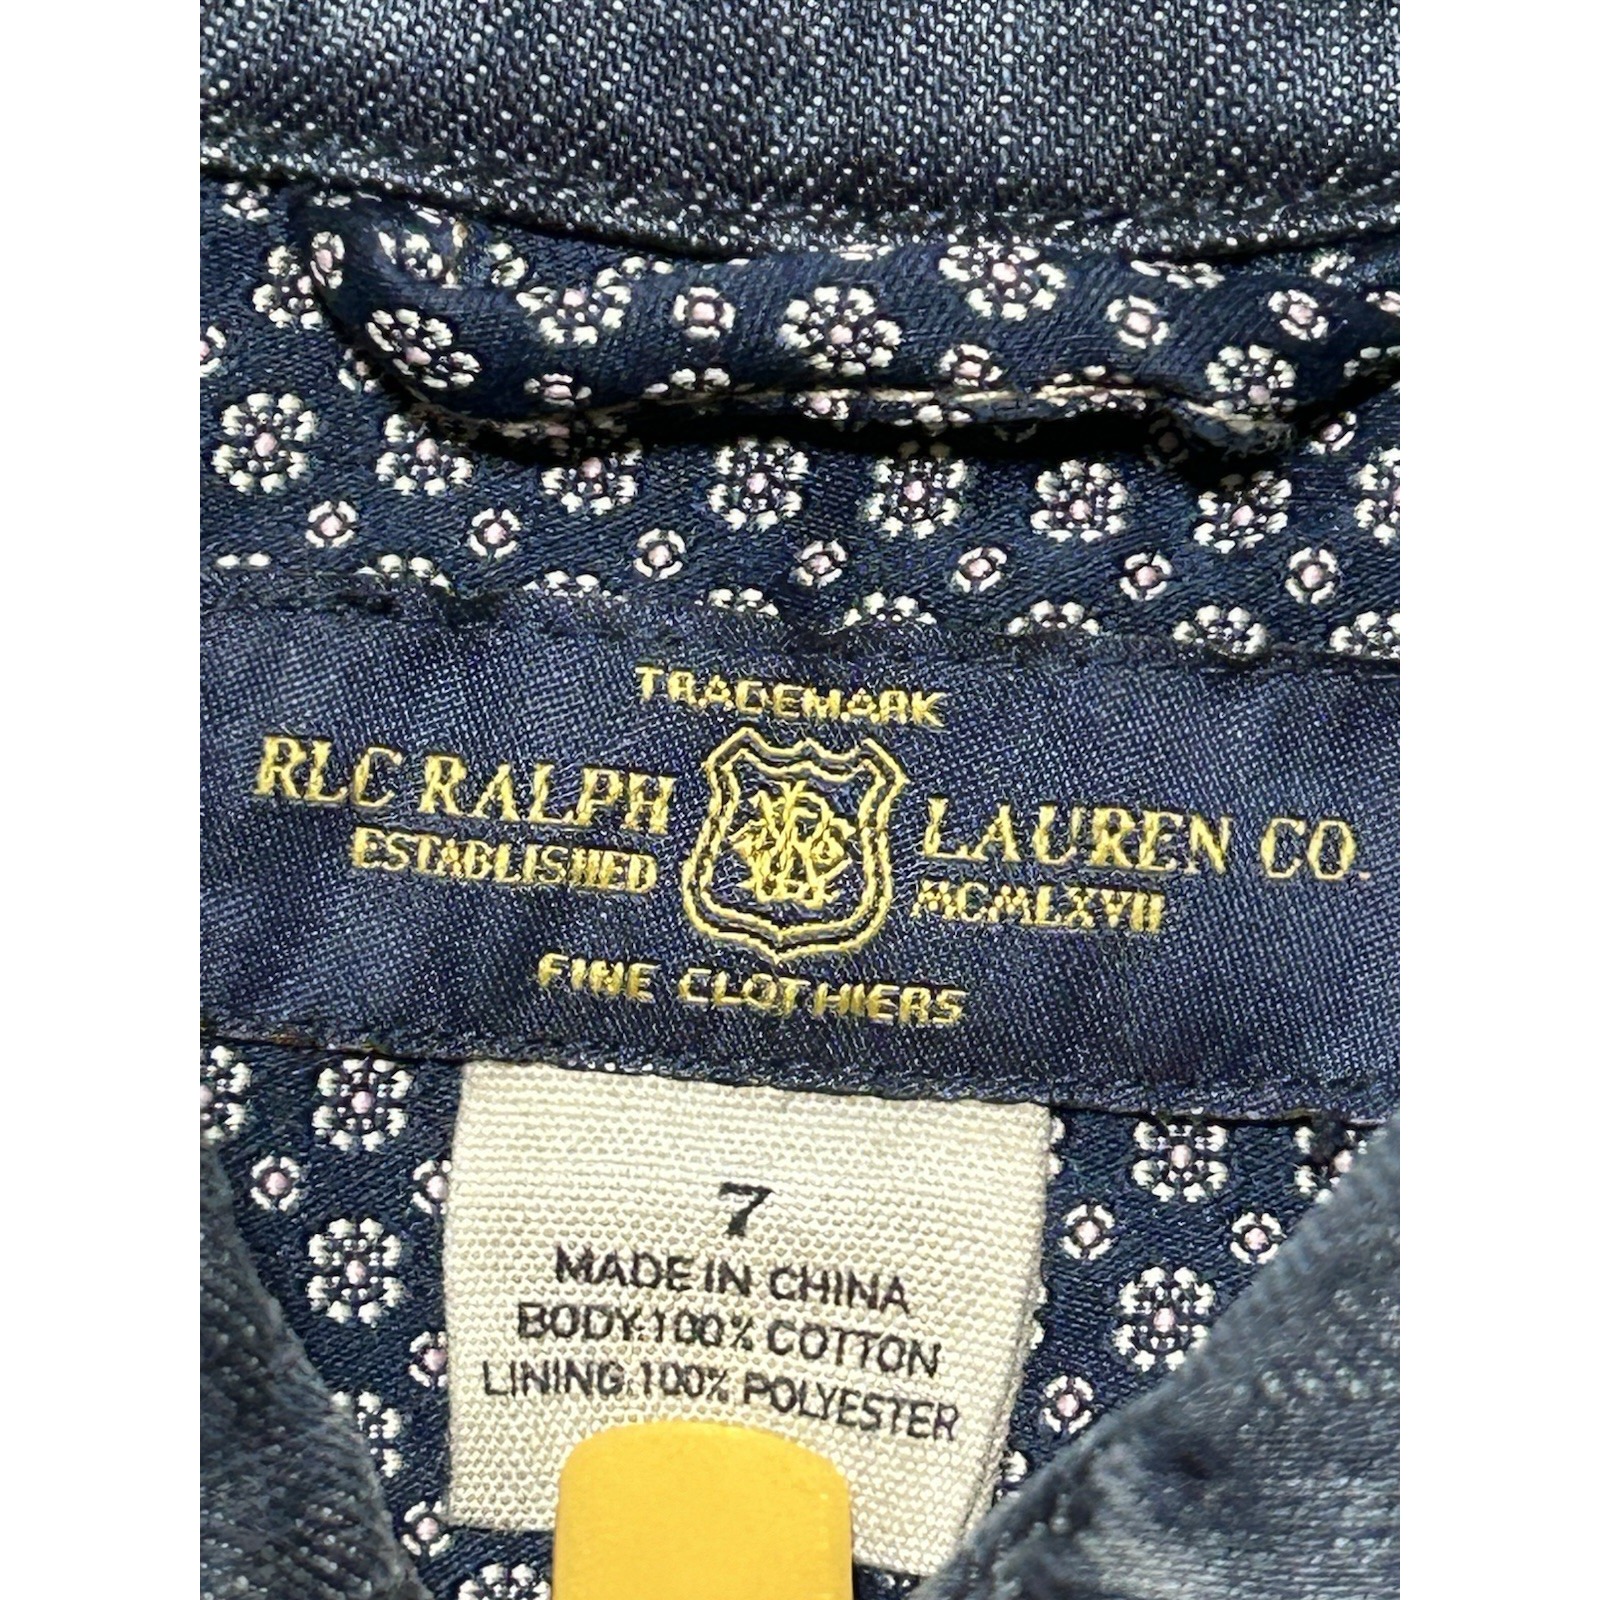 TRADEMARK
RLC RALPH LAUREN CO.
ESTABLISHED MCMLXVII
FINE CLOTHIERS
7
MADE IN CHINA
BODY:100% COTTON
LINING:100% POLYESTER